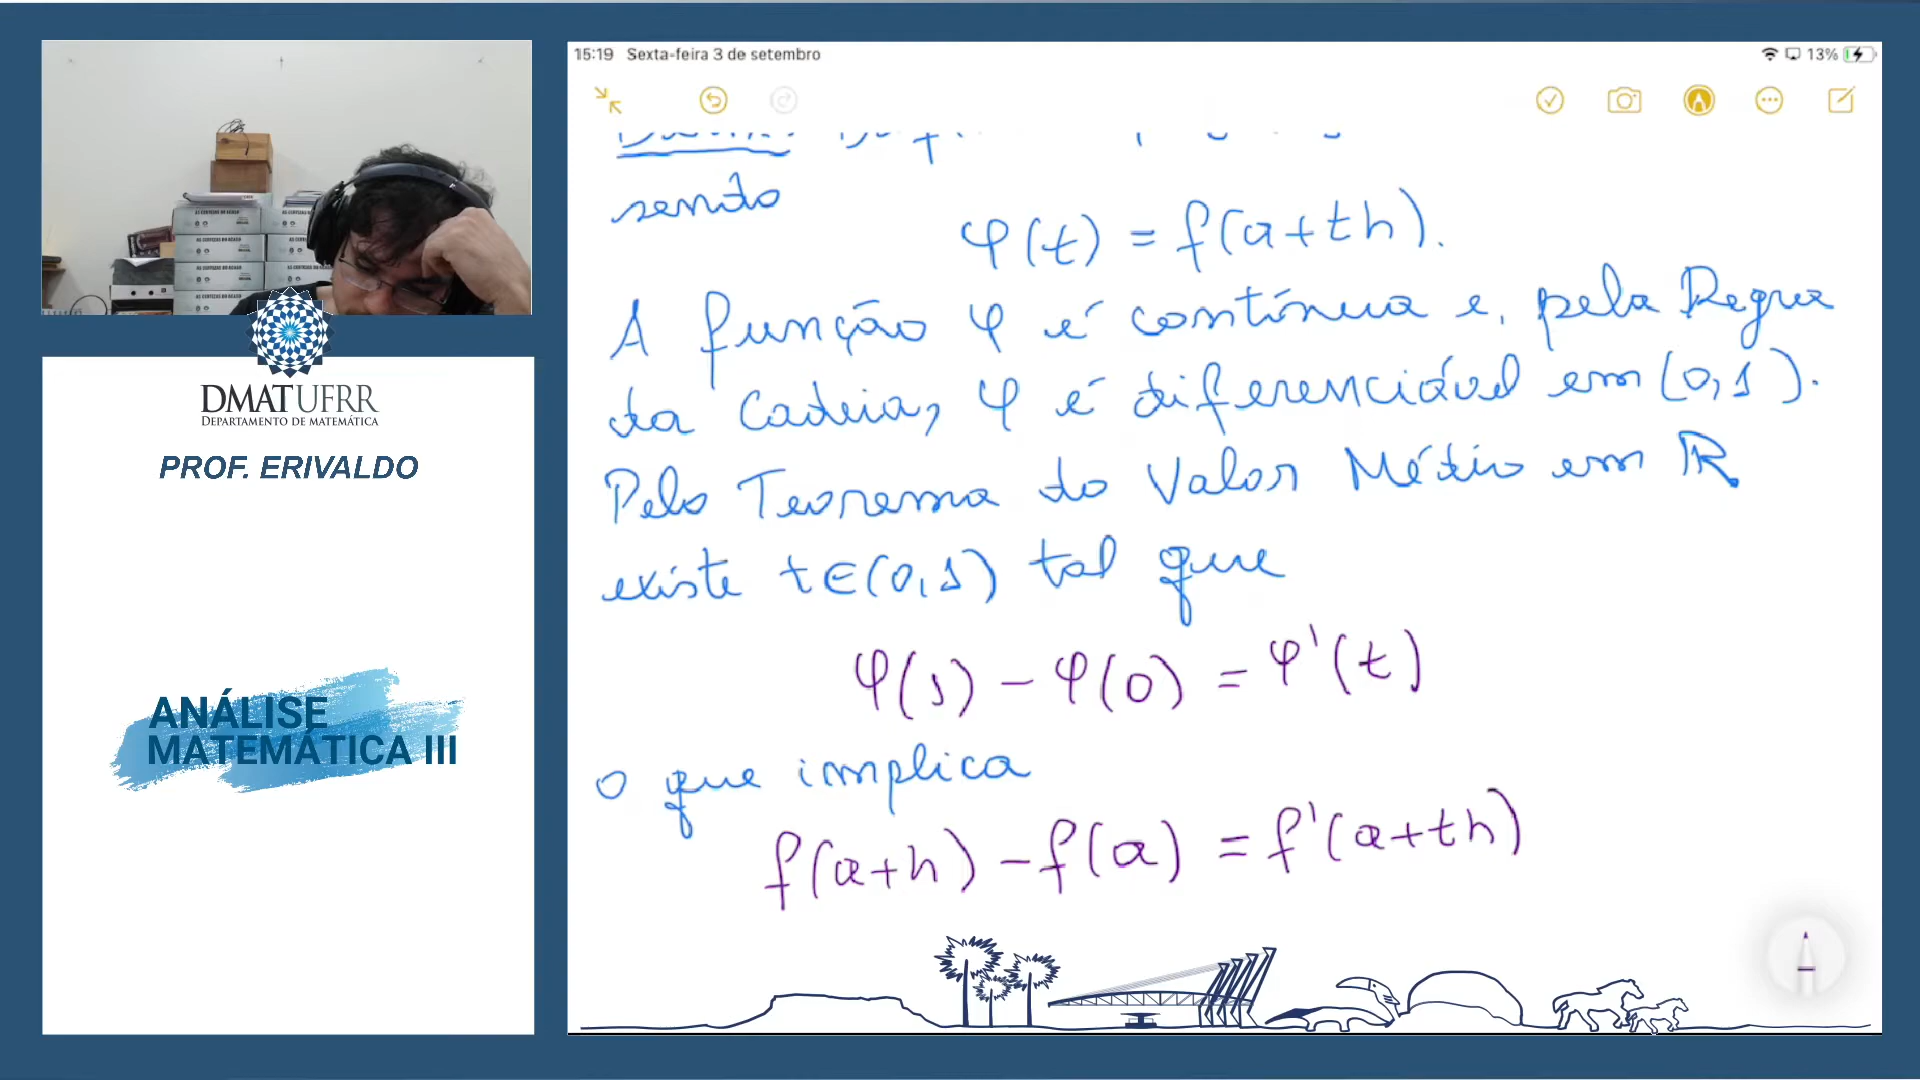 15:19 Sexta-feira 3 de setembro
13%
sendo
φ(t) = f(a+th).
A função φ é contínua e, pela Regra
da Cadeia, φ é diferenciável em (0,1).
Pelo Teorema do Valor Médio em ℝ
existe t∈(0,1) tal que
φ(1) – φ(0) = φ'(t)
o que implica
f(a+h) – f(a) = f'(a+th)
DMATUFRR
DEPARTAMENTO DE MATEMÁTICA
PROF. ERIVALDO
ANÁLISE
MATEMÁTICA III